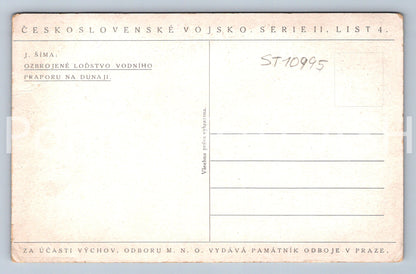 ČESKOSLOVENSKÉ VOJSKO. SERIE II, LIST 4.
J. ŠÍMA:
OZBROJENÉ LOĎSTVO VODNÍHO
PRAPORU NA DUNAJI.
ST10995
Všechna práva vyhrazena.
ZA ÚČASTI VÝCHOV. ODBORU M. N. O. VYDÁVÁ PAMÁTNÍK ODBOJE V PRAZE.